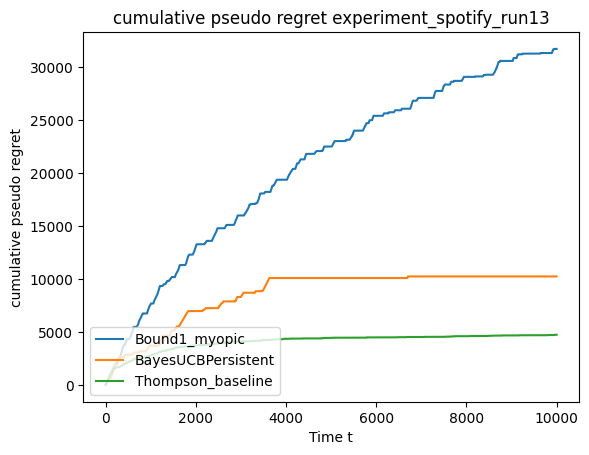 cumulative pseudo regret experiment_spotify_run13
cumulative pseudo regret
30000
25000
20000
15000
10000
5000
0
Bound1_myopic
BayesUCBPersistent
Thompson_baseline
0 2000 4000 6000 8000 10000
Time t